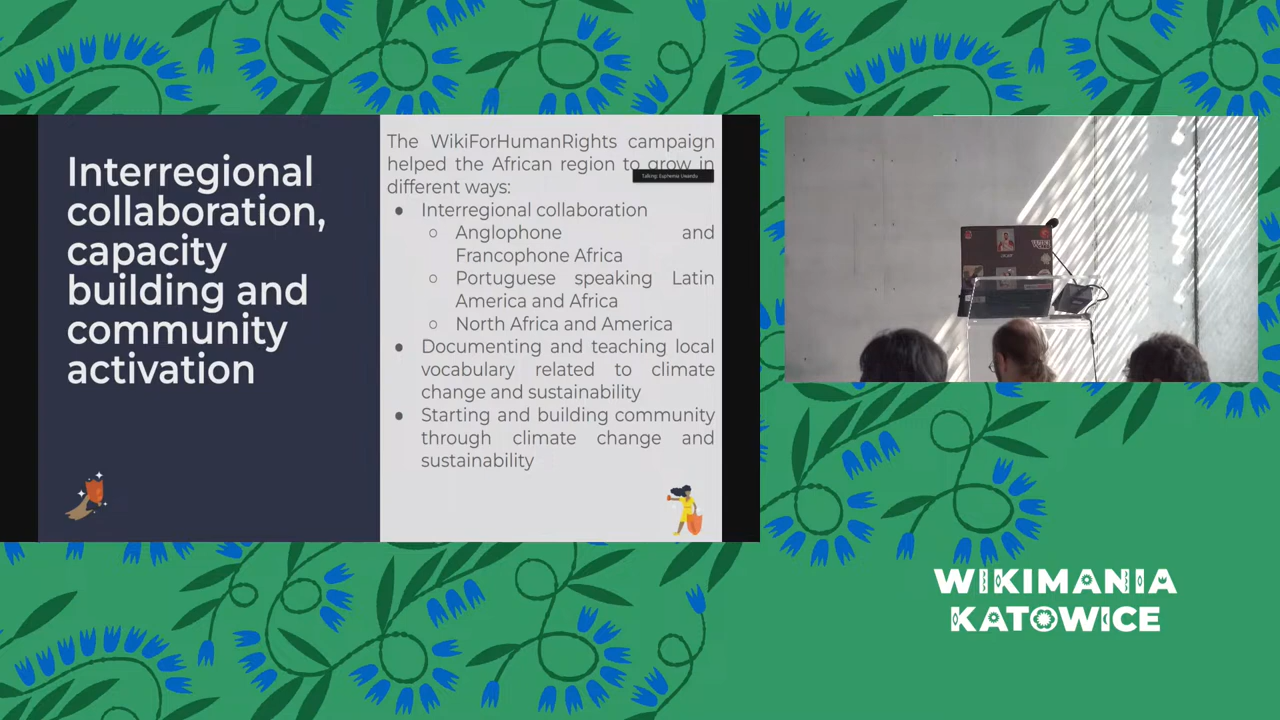 Interregional
collaboration,
capacity
building and
community
activation
The WikiForHumanRights campaign
helped the African region to grow in
different ways:
● Interregional collaboration
○ Anglophone and
Francophone Africa
○ Portuguese speaking Latin
America and Africa
○ North Africa and America
● Documenting and teaching local
vocabulary related to climate
change and sustainability
● Starting and building community
through climate change and
sustainability
Talking: Euphemia Uwandu
WIKIMANIA
KATOWICE